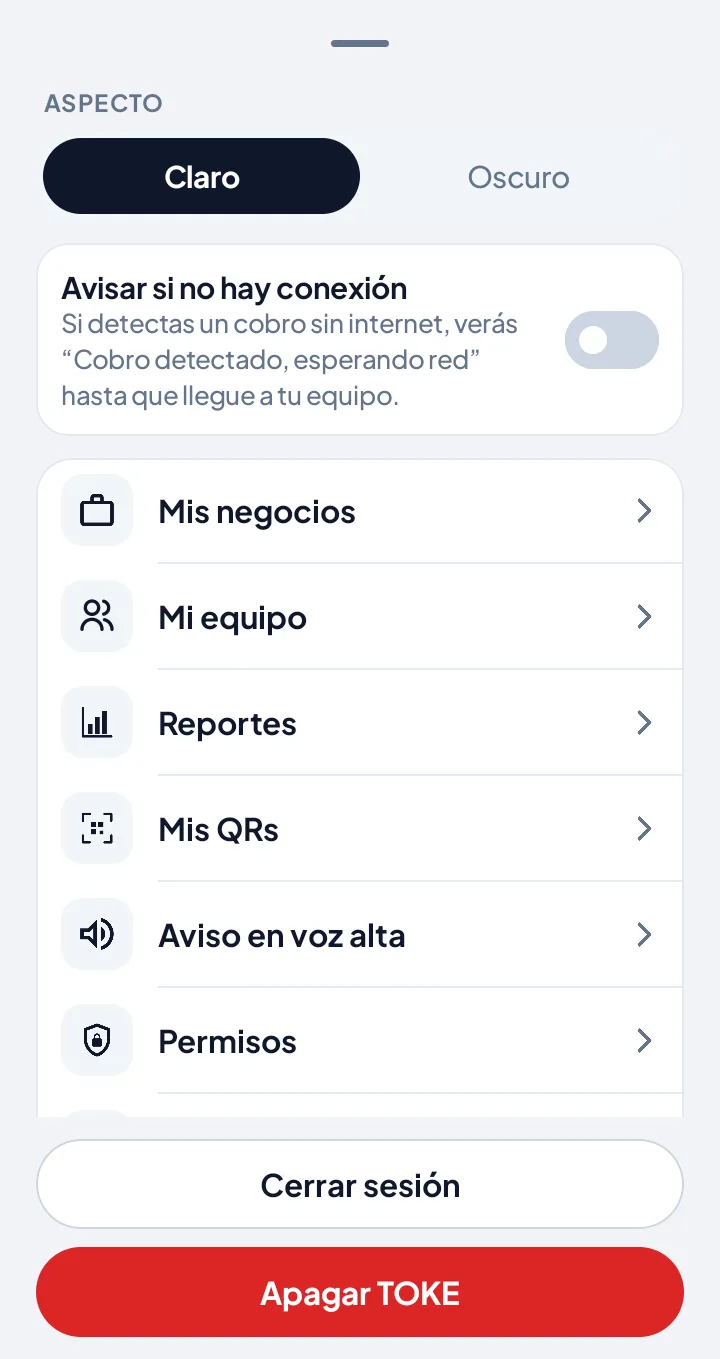 ASPECTO
Claro
Oscuro
Avisar si no hay conexión
Si detectas un cobro sin internet, verás
“Cobro detectado, esperando red”
hasta que llegue a tu equipo.
Mis negocios
Mi equipo
Reportes
Mis QRs
Aviso en voz alta
Permisos
Cerrar sesión
Apagar TOKE